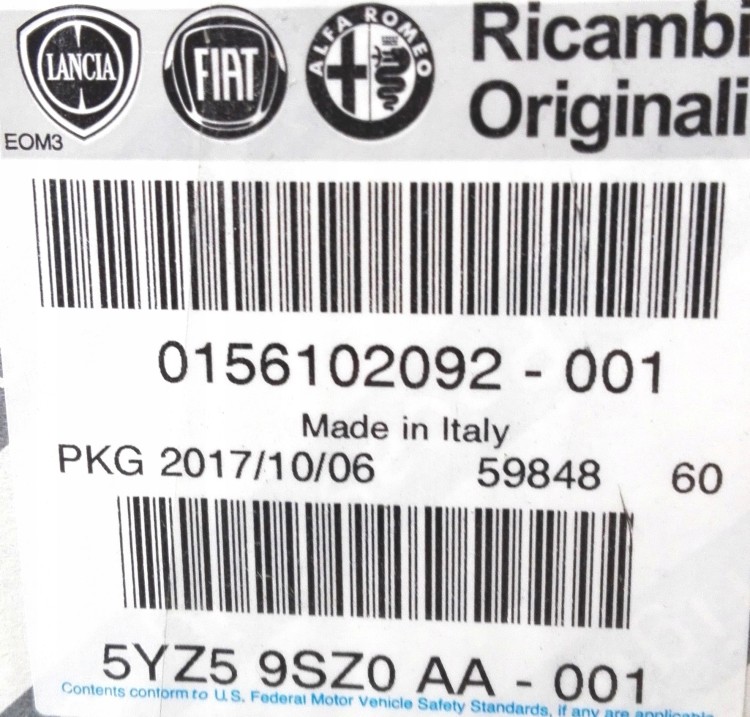 LANCIA FIAT ALFA ROMEO Ricambi
Originali
EOM3
0156102092 - 001
Made in Italy
PKG 2017/10/06 59848 60
5YZ5 9SZ0 AA - 001
Contents conform to U.S. Federal Motor Vehicle Safety Standards, if any are applicable